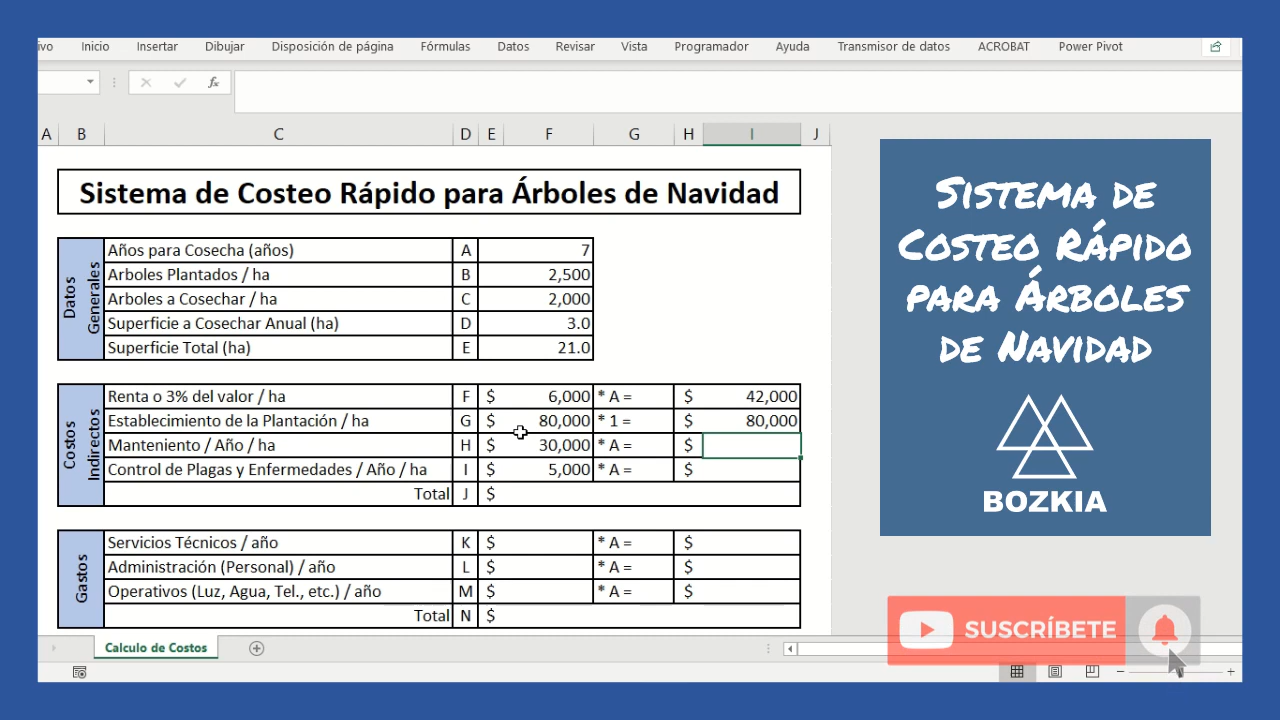 ivo Inicio Insertar Dibujar Disposición de página Fórmulas Datos Revisar Vista Programador Ayuda Transmisor de datos ACROBAT Power Pivot
fx
A B C D E F G H I J
Sistema de Costeo Rápido para Árboles de Navidad
Datos Generales
Años para Cosecha (años) A 7
Arboles Plantados / ha B 2,500
Arboles a Cosechar / ha C 2,000
Superficie a Cosechar Anual (ha) D 3.0
Superficie Total (ha) E 21.0
Costos Indirectos
Renta o 3% del valor / ha F $ 6,000 * A = $ 42,000
Establecimiento de la Plantación / ha G $ 80,000 * 1 = $ 80,000
Manteniento / Año / ha H $ 30,000 * A = $
Control de Plagas y Enfermedades / Año / ha I $ 5,000 * A = $
Total J $
Gastos
Servicios Técnicos / año K $ * A = $
Administración (Personal) / año L $ * A = $
Operativos (Luz, Agua, Tel., etc.) / año M $ * A = $
Total N $
Calculo de Costos
Sistema de
Costeo Rápido
para Árboles
de Navidad
BOZKIA
SUSCRÍBETE